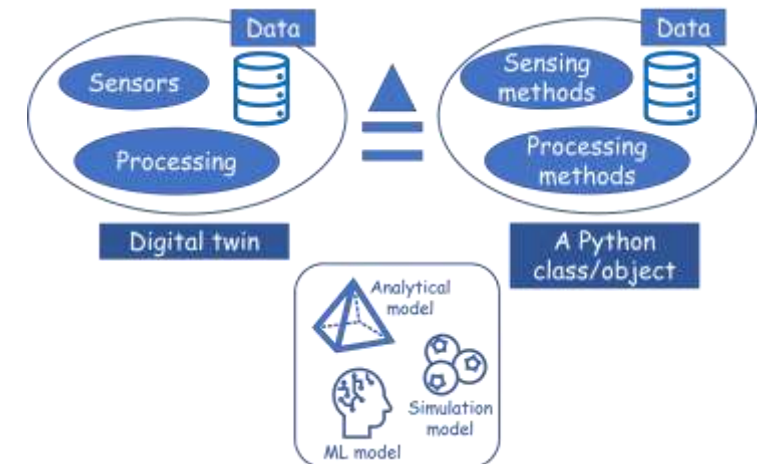 Data
Sensors
Processing
Digital twin
Data
Sensing
methods
Processing
methods
A Python
class/object
Analytical
model
Simulation
model
ML model